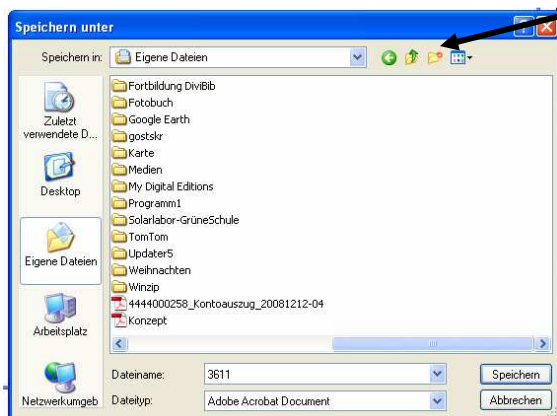 Speichern unter
Speichern in: Eigene Dateien
Zuletzt
verwendete D...
Desktop
Eigene Dateien
Arbeitsplatz
Netzwerkumgeb
Fortbildung DiviBib
Fotobuch
Google Earth
gostskr
Karte
Medien
My Digital Editions
Programm1
Solarlabor-GrüneSchule
TomTom
Updater5
Weihnachten
Winzip
4444000258_Kontoauszug_20081212-04
Konzept
Dateiname: 3611 Speichern
Dateityp: Adobe Acrobat Document Abbrechen